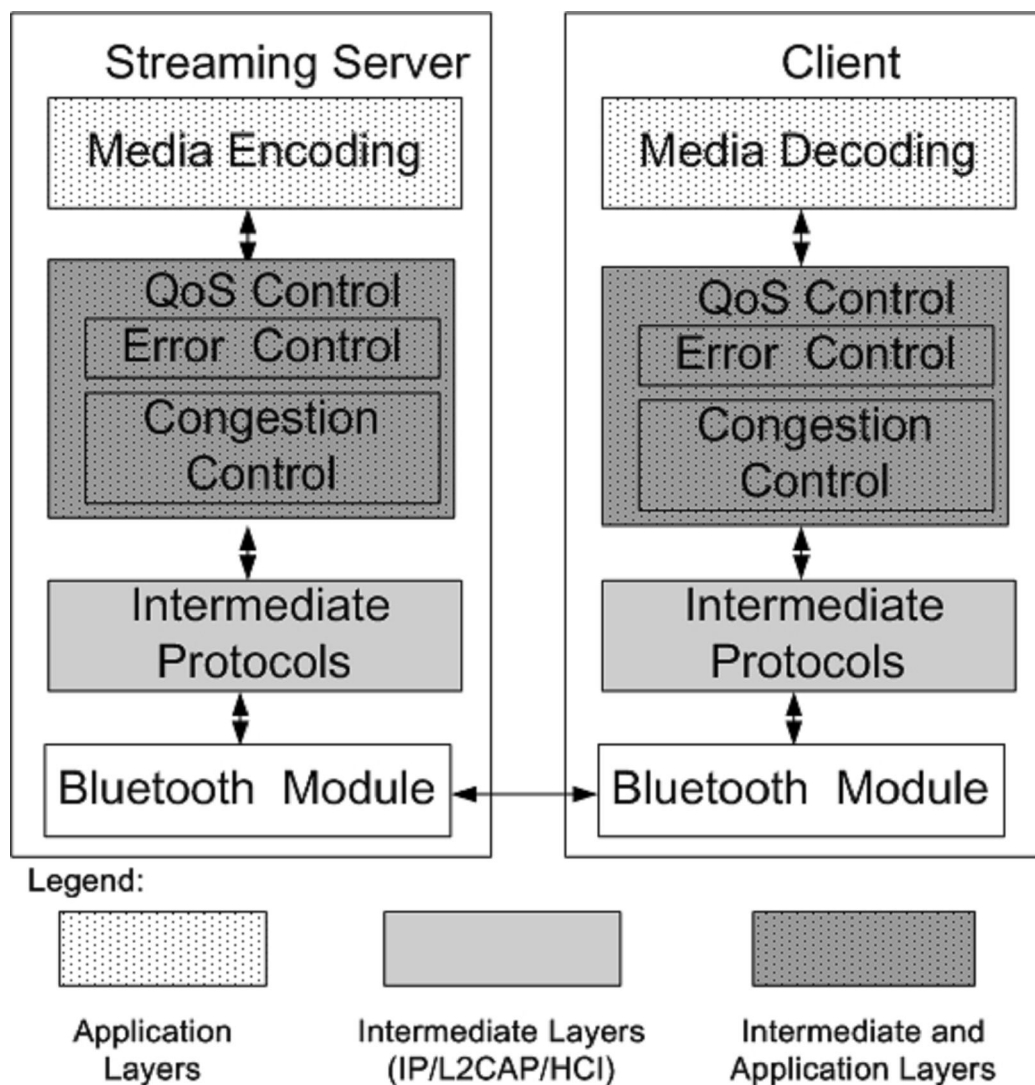 Streaming Server
Media Encoding
QoS Control
Error Control
Congestion
Control
Intermediate
Protocols
Bluetooth Module
Client
Media Decoding
QoS Control
Error Control
Congestion
Control
Intermediate
Protocols
Bluetooth Module
Legend:
Application
Layers
Intermediate Layers
(IP/L2CAP/HCI)
Intermediate and
Application Layers